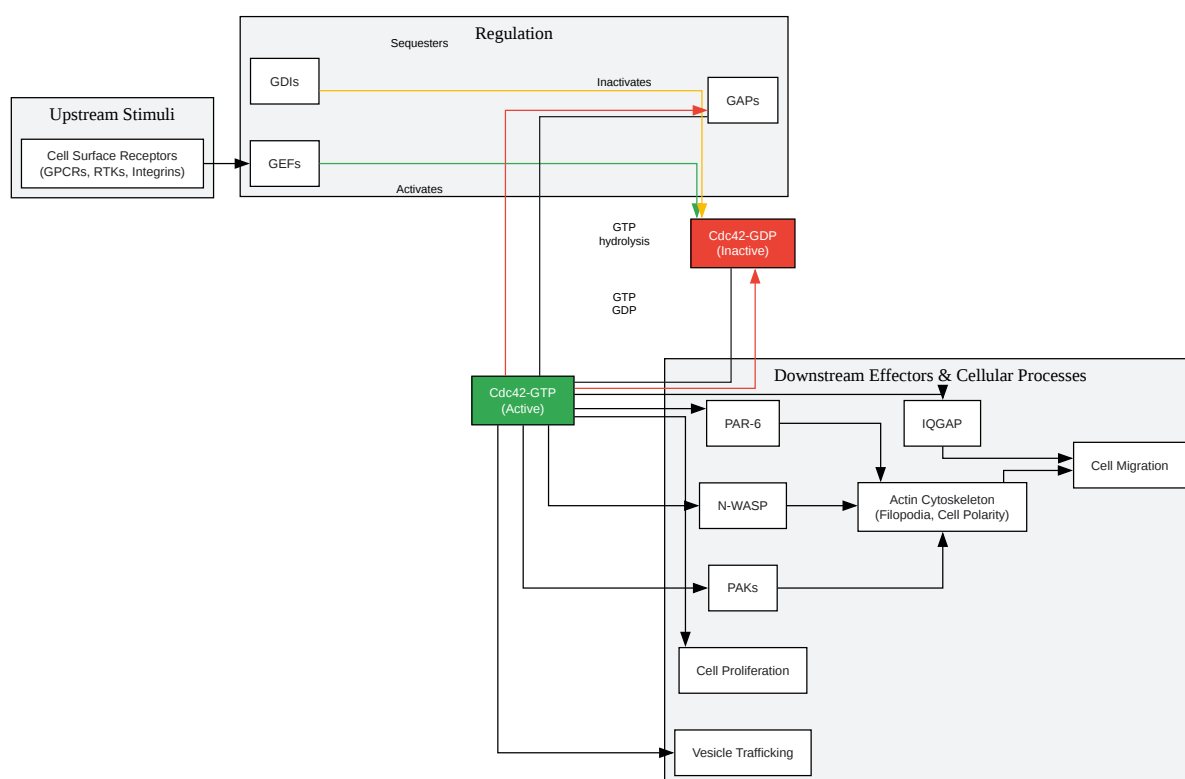 Regulation
Sequesters
GDIs
Inactivates
GAPs
Upstream Stimuli
Cell Surface Receptors
(GPCRs, RTKs, Integrins)
GEFs
Activates
GTP
hydrolysis
Cdc42-GDP
(Inactive)
GTP
GDP
Downstream Effectors & Cellular Processes
Cdc42-GTP
(Active)
PAR-6
IQGAP
Cell Migration
N-WASP
Actin Cytoskeleton
(Filopodia, Cell Polarity)
PAKs
Cell Proliferation
Vesicle Trafficking